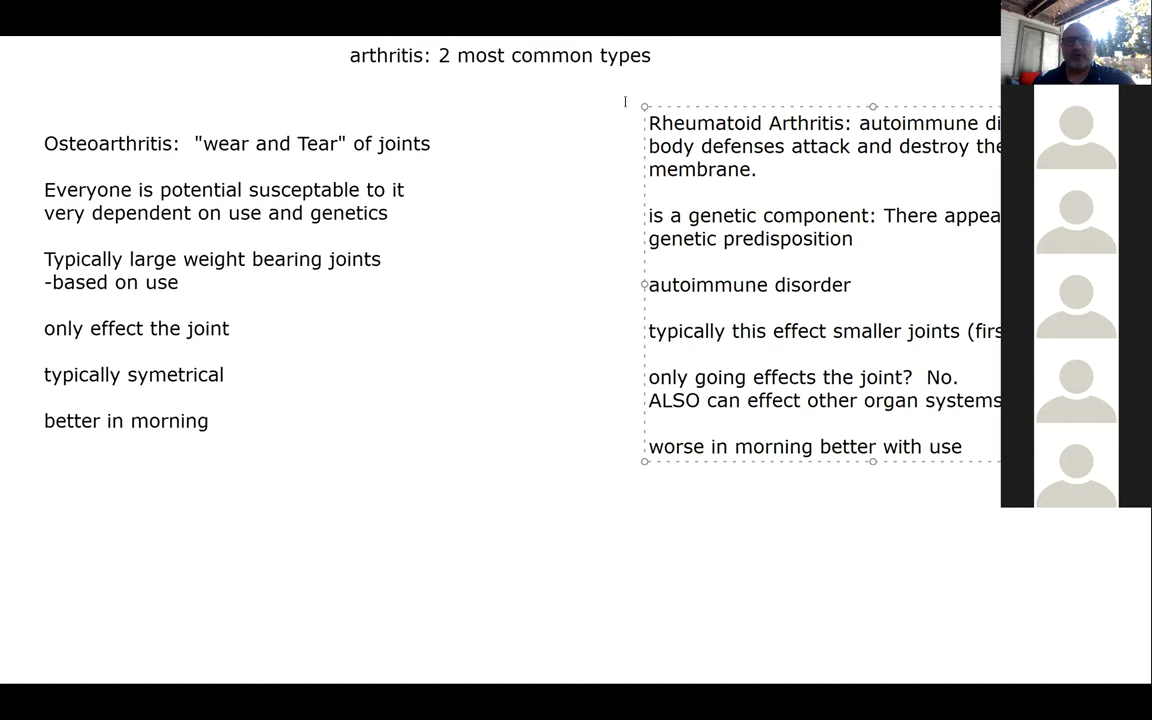 arthritis: 2 most common types
Osteoarthritis: "wear and Tear" of joints
Everyone is potential susceptable to it
very dependent on use and genetics
Typically large weight bearing joints
-based on use
only effect the joint
typically symetrical
better in morning
Rheumatoid Arthritis: autoimmune
body defenses attack and destroy the
membrane.
is a genetic component: There
genetic predisposition
autoimmune disorder
typically this effect smaller joints
only going effects the joint? No.
ALSO can effect other organ systems
worse in morning better with use